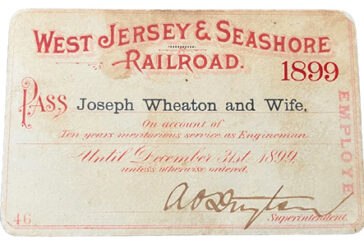 WEST JERSEY & SEASHORE
RAILROAD.
1899
PASS Joseph Wheaton and Wife,
On account of
Ten years meritorious service as Engineman.
Until December 31st 1899
unless otherwise ordered.
Superintendent.
46
EMPLOYE